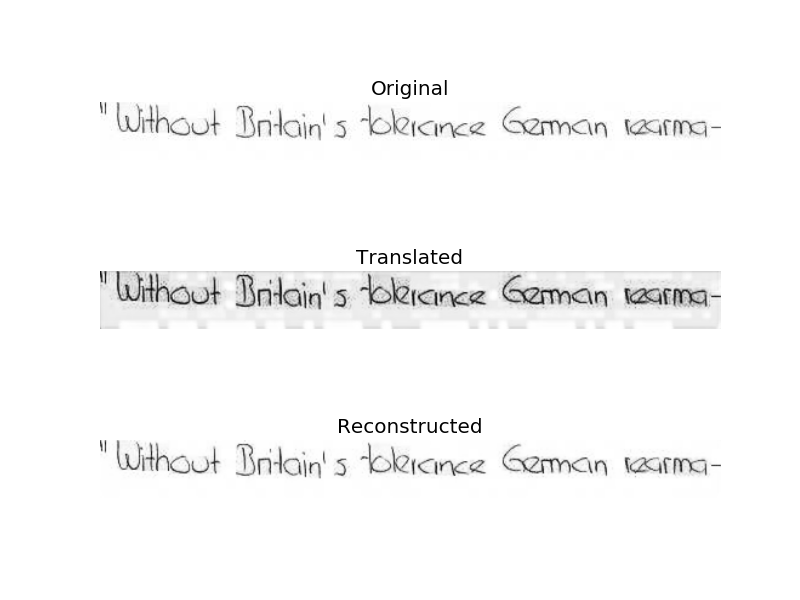 Original
"Without Britain's tolerance German rearma-
Translated
"Without Britain's tolerance German rearma-
Reconstructed
"Without Britain's tolerance German rearma-